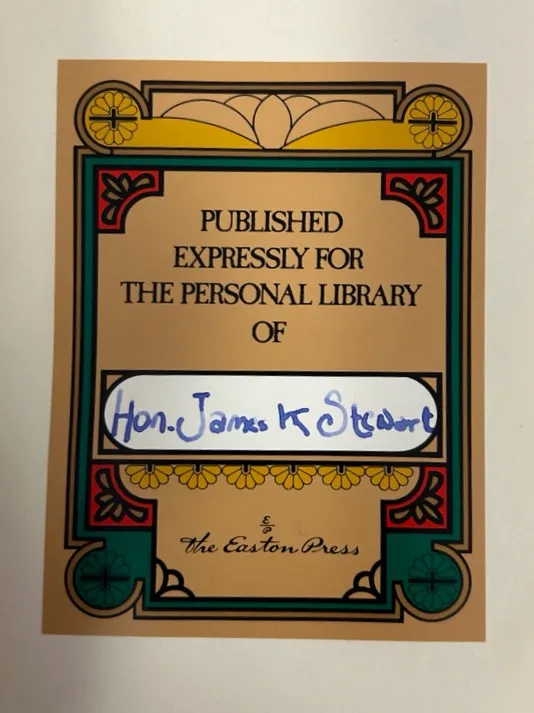 PUBLISHED
EXPRESSLY FOR
THE PERSONAL LIBRARY
OF
Hon. James K Stewart
E
P
The Easton Press